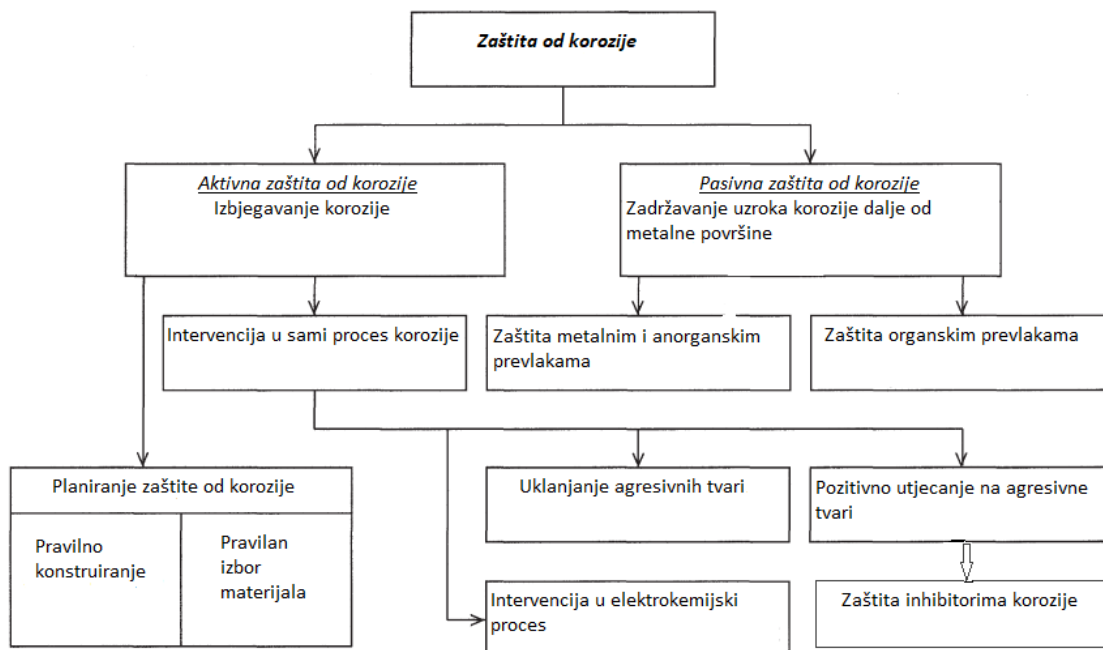 Zaštita od korozije
Aktivna zaštita od korozije
Izbjegavanje korozije
Pasivna zaštita od korozije
Zadržavanje uzroka korozije dalje od
metalne površine
Intervencija u sami proces korozije
Zaštita metalnim i anorganskim
prevlakama
Zaštita organskim prevlakama
Planiranje zaštite od korozije
Pravilno
konstruiranje
Pravilan
izbor
materijala
Uklanjanje agresivnih tvari
Pozitivno utjecanje na agresivne
tvari
Intervencija u elektrokemijski
proces
Zaštita inhibitorima korozije